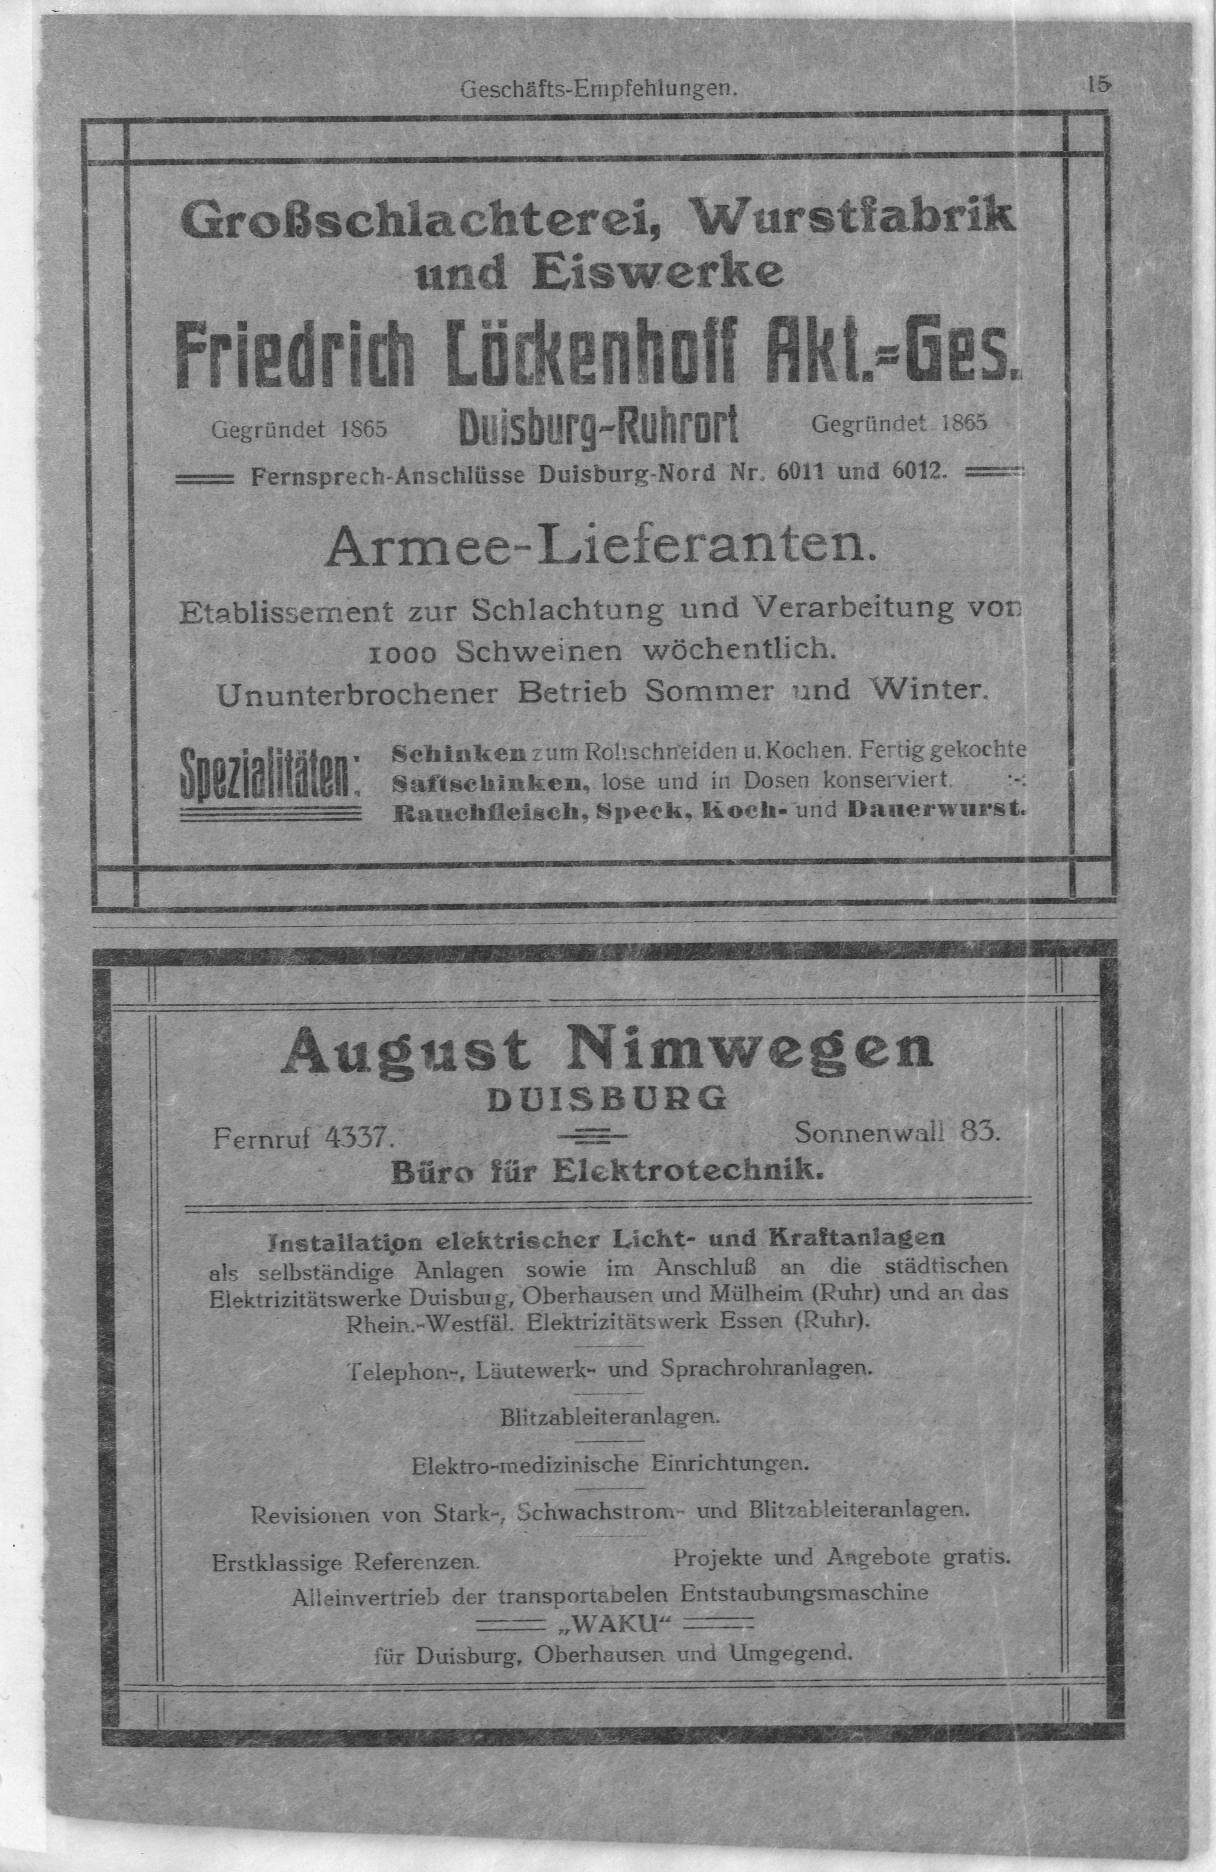 Geschäfts-Empfehlungen. 15
Großschlachterei, Wurstfabrik
und Eiswerke
Friedrich Löckenhoff Akt.=Ges.
Gegründet 1865 Duisburg-Ruhrort Gegründet 1865
Fernsprech-Anschlüsse Duisburg-Nord Nr. 6011 und 6012.
Armee-Lieferanten.
Etablissement zur Schlachtung und Verarbeitung von
1000 Schweinen wöchentlich.
Ununterbrochener Betrieb Sommer und Winter.
Spezialitäten: Schinken zum Rohschneiden u. Kochen. Fertig gekochte
Saftschinken, lose und in Dosen konserviert. :-:
Rauchfleisch, Speck, Koch- und Dauerwurst.
August Nimwegen
DUISBURG
Fernruf 4337. Sonnenwall 83.
Büro für Elektrotechnik.
Installation elektrischer Licht- und Kraftanlagen
als selbständige Anlagen sowie im Anschluß an die städtischen
Elektrizitätswerke Duisburg, Oberhausen und Mülheim (Ruhr) und an das
Rhein.-Westfäl. Elektrizitätswerk Essen (Ruhr).
Telephon-, Läutewerk- und Sprachrohranlagen.
Blitzableiteranlagen.
Elektro-medizinische Einrichtungen.
Revisionen von Stark-, Schwachstrom- und Blitzableiteranlagen.
Erstklassige Referenzen. Projekte und Angebote gratis.
Alleinvertrieb der transportabelen Entstaubungsmaschine
„WAKU“
für Duisburg, Oberhausen und Umgegend.